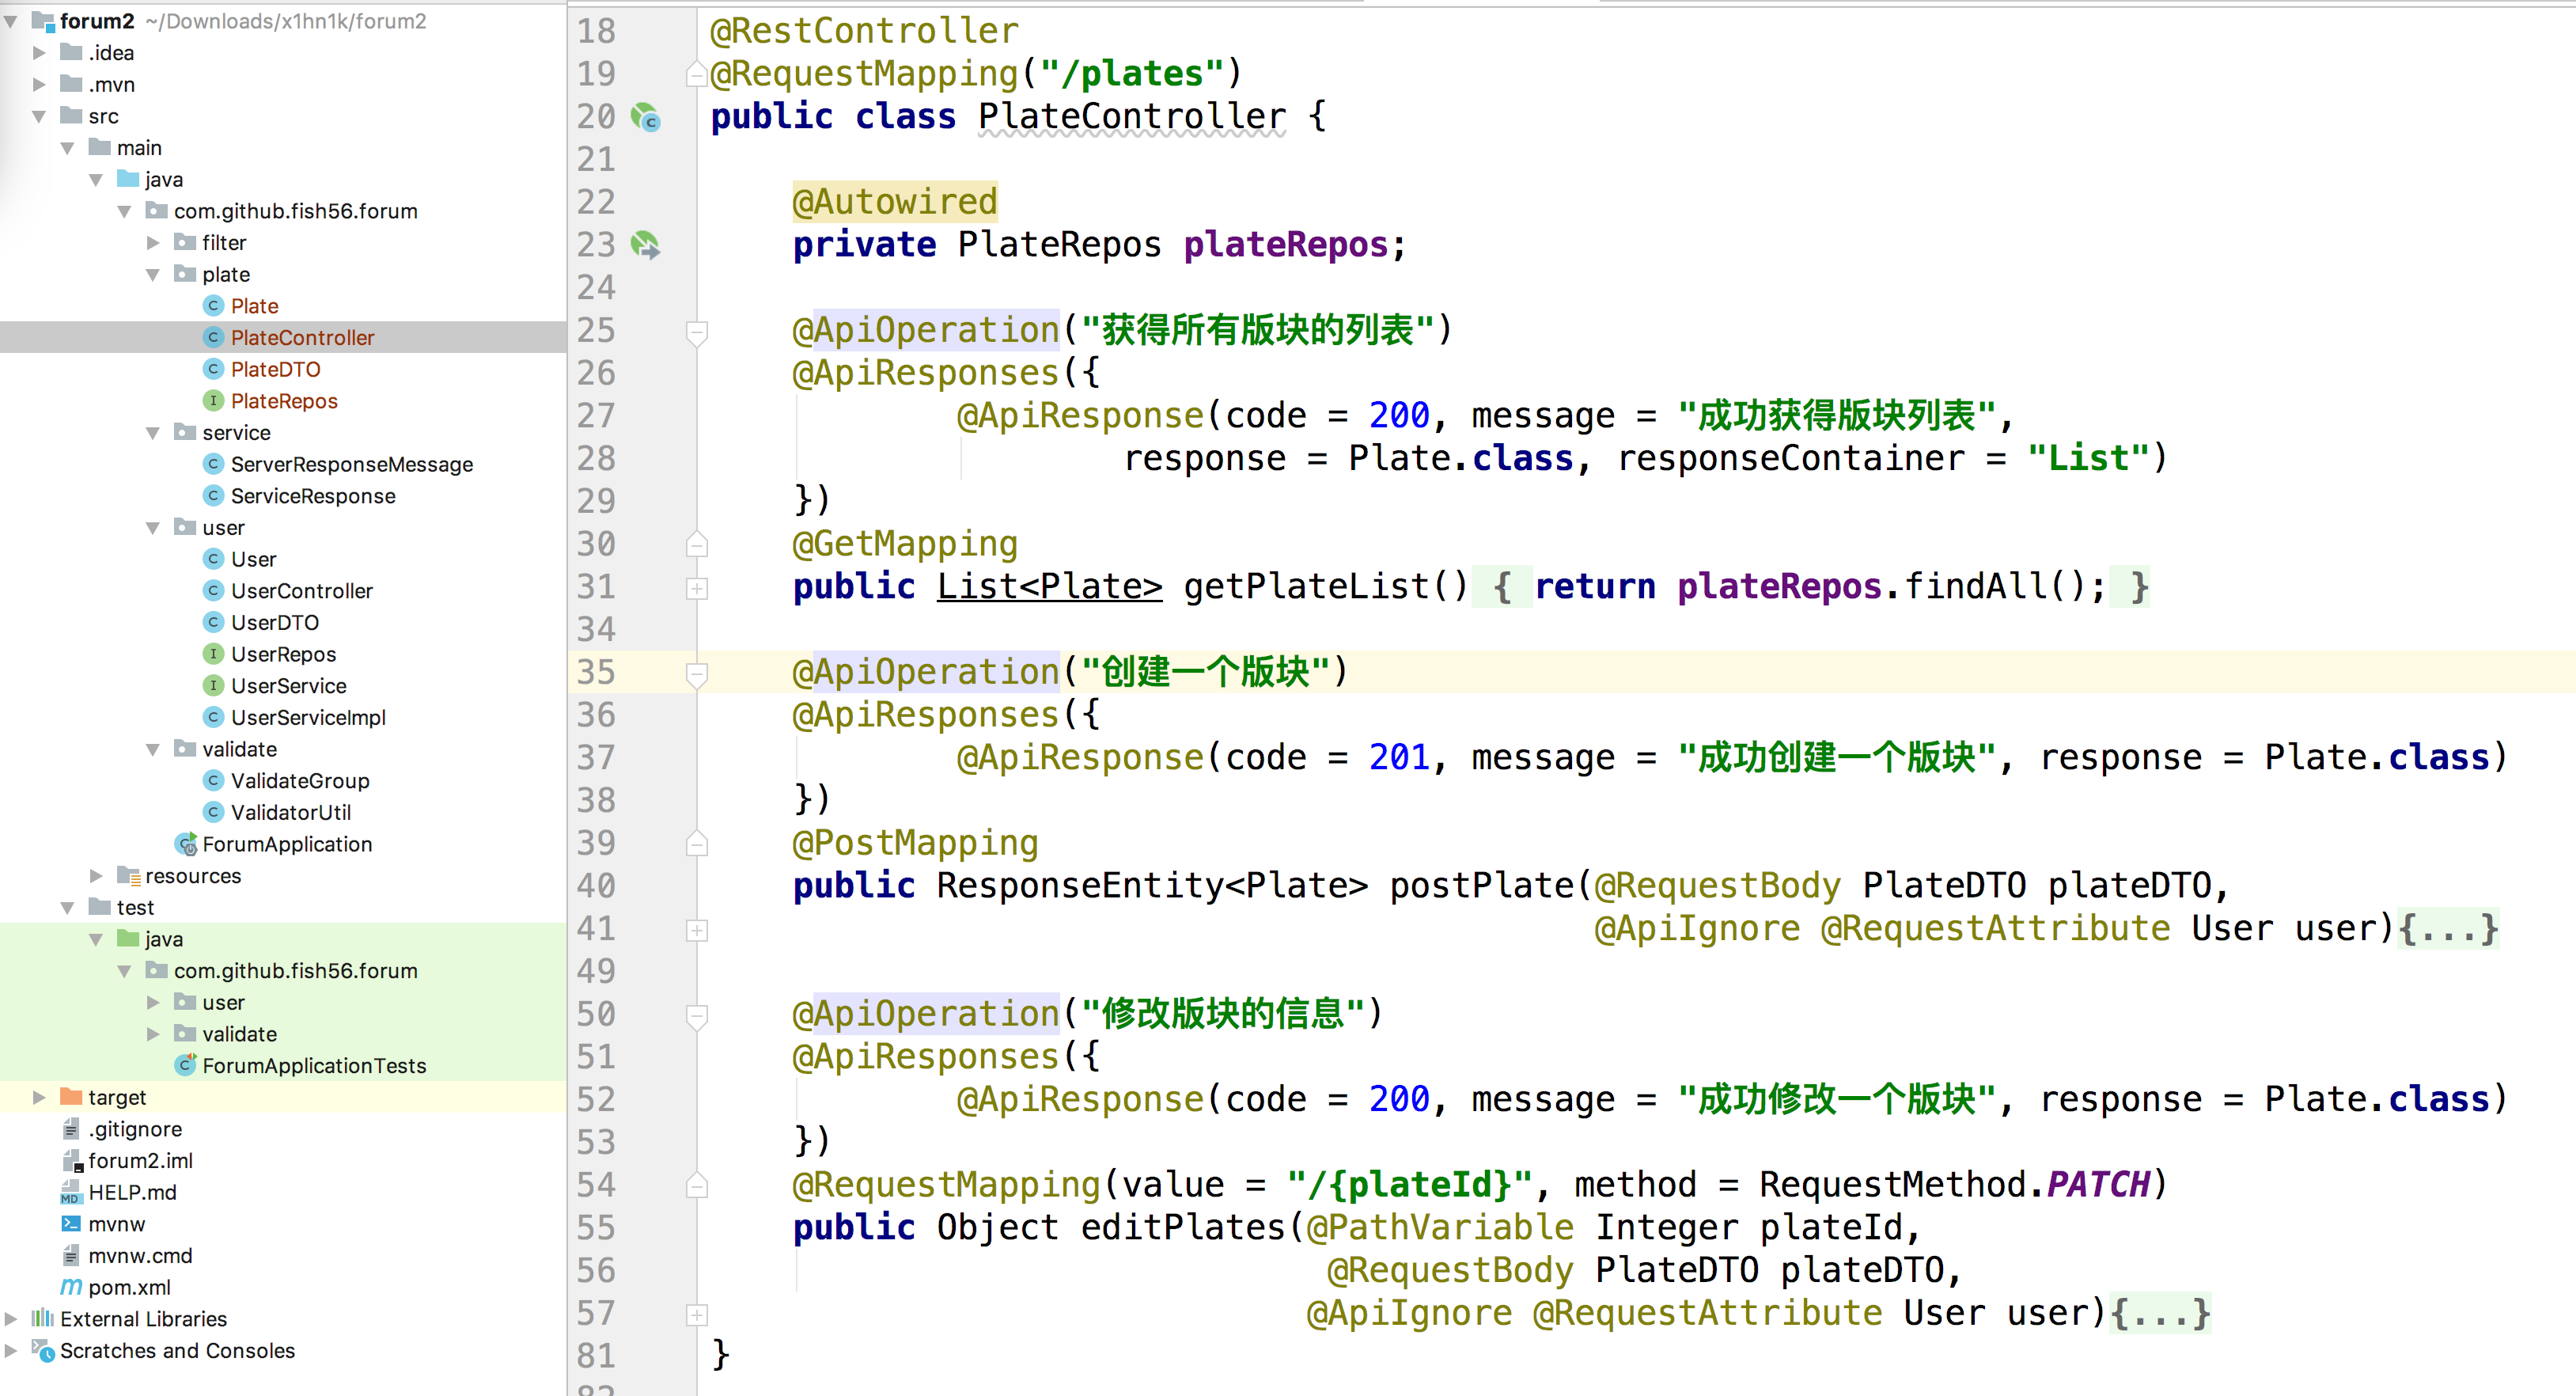 forum2 ~/Downloads/x1hn1k/forum2
.idea
.mvn
src
main
java
com.github.fish56.forum
filter
plate
Plate
PlateController
PlateDTO
PlateRepos
service
ServerResponseMessage
ServiceResponse
user
User
UserController
UserDTO
UserRepos
UserService
UserServiceImpl
validate
ValidateGroup
ValidatorUtil
ForumApplication
resources
test
java
com.github.fish56.forum
user
validate
ForumApplicationTests
target
.gitignore
forum2.iml
HELP.md
mvnw
mvnw.cmd
pom.xml
External Libraries
Scratches and Consoles
18 @RestController
19 @RequestMapping("/plates")
20 public class PlateController {
21
22 @Autowired
23 private PlateRepos plateRepos;
24
25 @ApiOperation("获得所有版块的列表")
26 @ApiResponses({
27 @ApiResponse(code = 200, message = "成功获得版块列表",
28 response = Plate.class, responseContainer = "List")
29 })
30 @GetMapping
31 public List<Plate> getPlateList() { return plateRepos.findAll(); }
34
35 @ApiOperation("创建一个版块")
36 @ApiResponses({
37 @ApiResponse(code = 201, message = "成功创建一个版块", response = Plate.class)
38 })
39 @PostMapping
40 public ResponseEntity<Plate> postPlate(@RequestBody PlateDTO plateDTO,
41 @ApiIgnore @RequestAttribute User user){...}
49
50 @ApiOperation("修改版块的信息")
51 @ApiResponses({
52 @ApiResponse(code = 200, message = "成功修改一个版块", response = Plate.class)
53 })
54 @RequestMapping(value = "/{plateId}", method = RequestMethod.PATCH)
55 public Object editPlates(@PathVariable Integer plateId,
56 @RequestBody PlateDTO plateDTO,
57 @ApiIgnore @RequestAttribute User user){...}
81 }